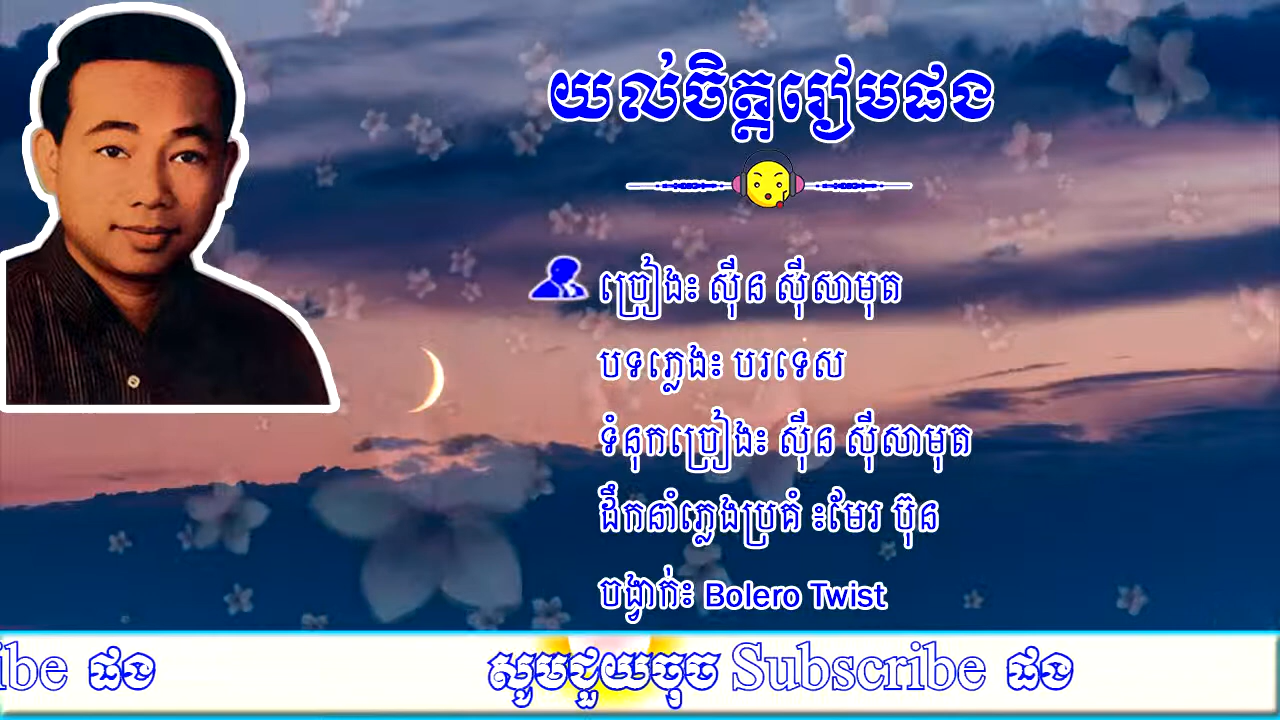 យល់ចិត្តរៀមផង
ច្រៀង៖ ស៊ីន ស៊ីសាមុត
បទភ្លេង៖ បរទេស
ទំនុកច្រៀង៖ ស៊ីន ស៊ីសាមុត
ដឹកនាំភ្លេងប្រគំ ៖មែរ ប៊ុន
ចង្វាក់៖ Bolero Twist
ibe ផង សូមជួយចុច Subscribe ផង